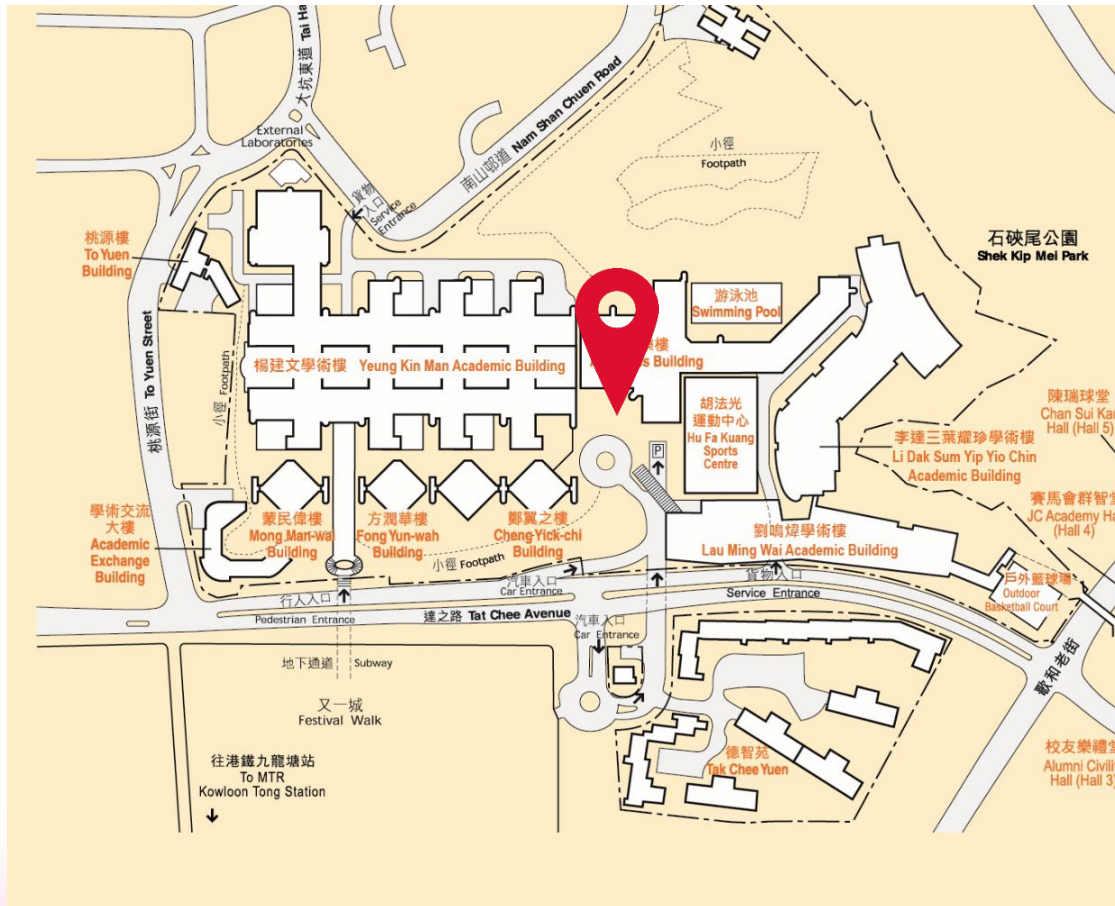 大坑東道 Tai Ha
External
Laboratories
南山邨道 Nam Shan Chuen Road
貨物
入口
Service
Entrance
小徑
Footpath
石硤尾公園
Shek Kip Mei Park
桃源樓
To Yuen
Building
桃源街 To Yuen Street
小徑 Footpath
楊建文學術樓 Yeung Kin Man Academic Building
游泳池
Swimming Pool
樓
s Building
胡法光
運動中心
Hu Fa Kuang
Sports
Centre
P
李達三葉耀珍學術樓
Li Dak Sum Yip Yio Chin
Academic Building
陳瑞球堂
Chan Sui Kau
Hall (Hall 5)
賽馬會群智堂
JC Academy Ha
(Hall 4)
學術交流
大樓
Academic
Exchange
Building
蒙民偉樓
Mong Man-wai
Building
方潤華樓
Fong Yun-wah
Building
鄭翼之樓
Cheng Yick-chi
Building
小徑 Footpath
劉鳴煒學術樓
Lau Ming Wai Academic Building
戶外籃球場
Outdoor
Basketball Court
汽車入口
Car Entrance
貨物入口
Service Entrance
行人入口
Pedestrian Entrance
達之路 Tat Chee Avenue
汽車入口
Car Entrance
地下通道 Subway
又一城
Festival Walk
歌和老街
往港鐵九龍塘站
To MTR
Kowloon Tong Station
德智苑
Tak Chee Yuen
校友樂禮堂
Alumni Civilit
Hall (Hall 3)